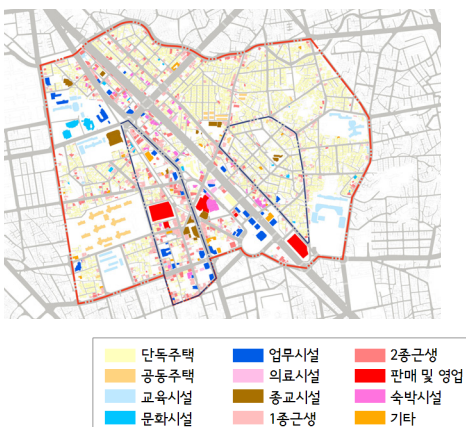 단독주택 업무시설 2종근생
공동주택 의료시설 판매 및 영업
교육시설 종교시설 숙박시설
문화시설 1종근생 기타